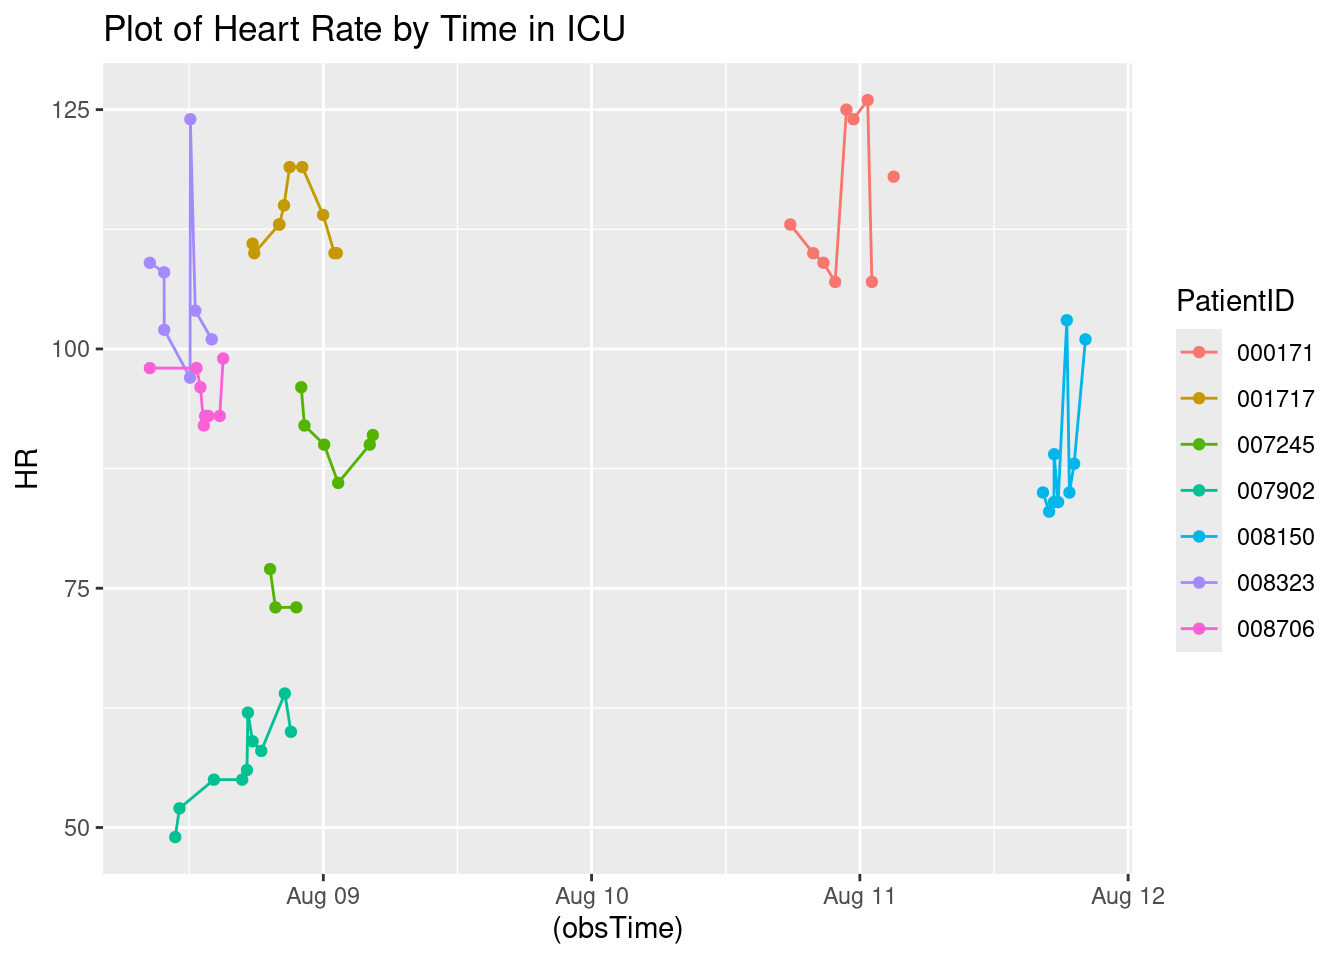 Plot of Heart Rate by Time in ICU
125
100
75
50
HR
Aug 09
Aug 10
Aug 11
Aug 12
(obsTime)
PatientID
000171
001717
007245
007902
008150
008323
008706